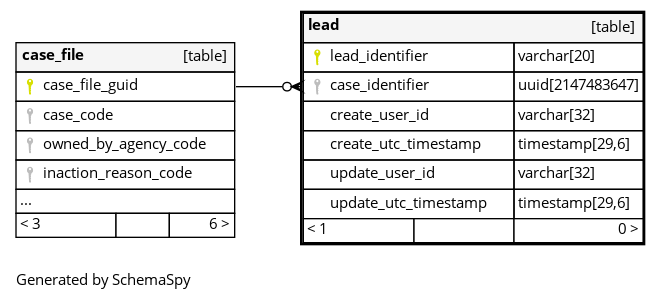 case_file [table]
case_file_guid
case_code
owned_by_agency_code
inaction_reason_code
...
< 3 6 >
lead [table]
lead_identifier varchar[20]
case_identifier uuid[2147483647]
create_user_id varchar[32]
create_utc_timestamp timestamp[29,6]
update_user_id varchar[32]
update_utc_timestamp timestamp[29,6]
< 1 0 >
Generated by SchemaSpy